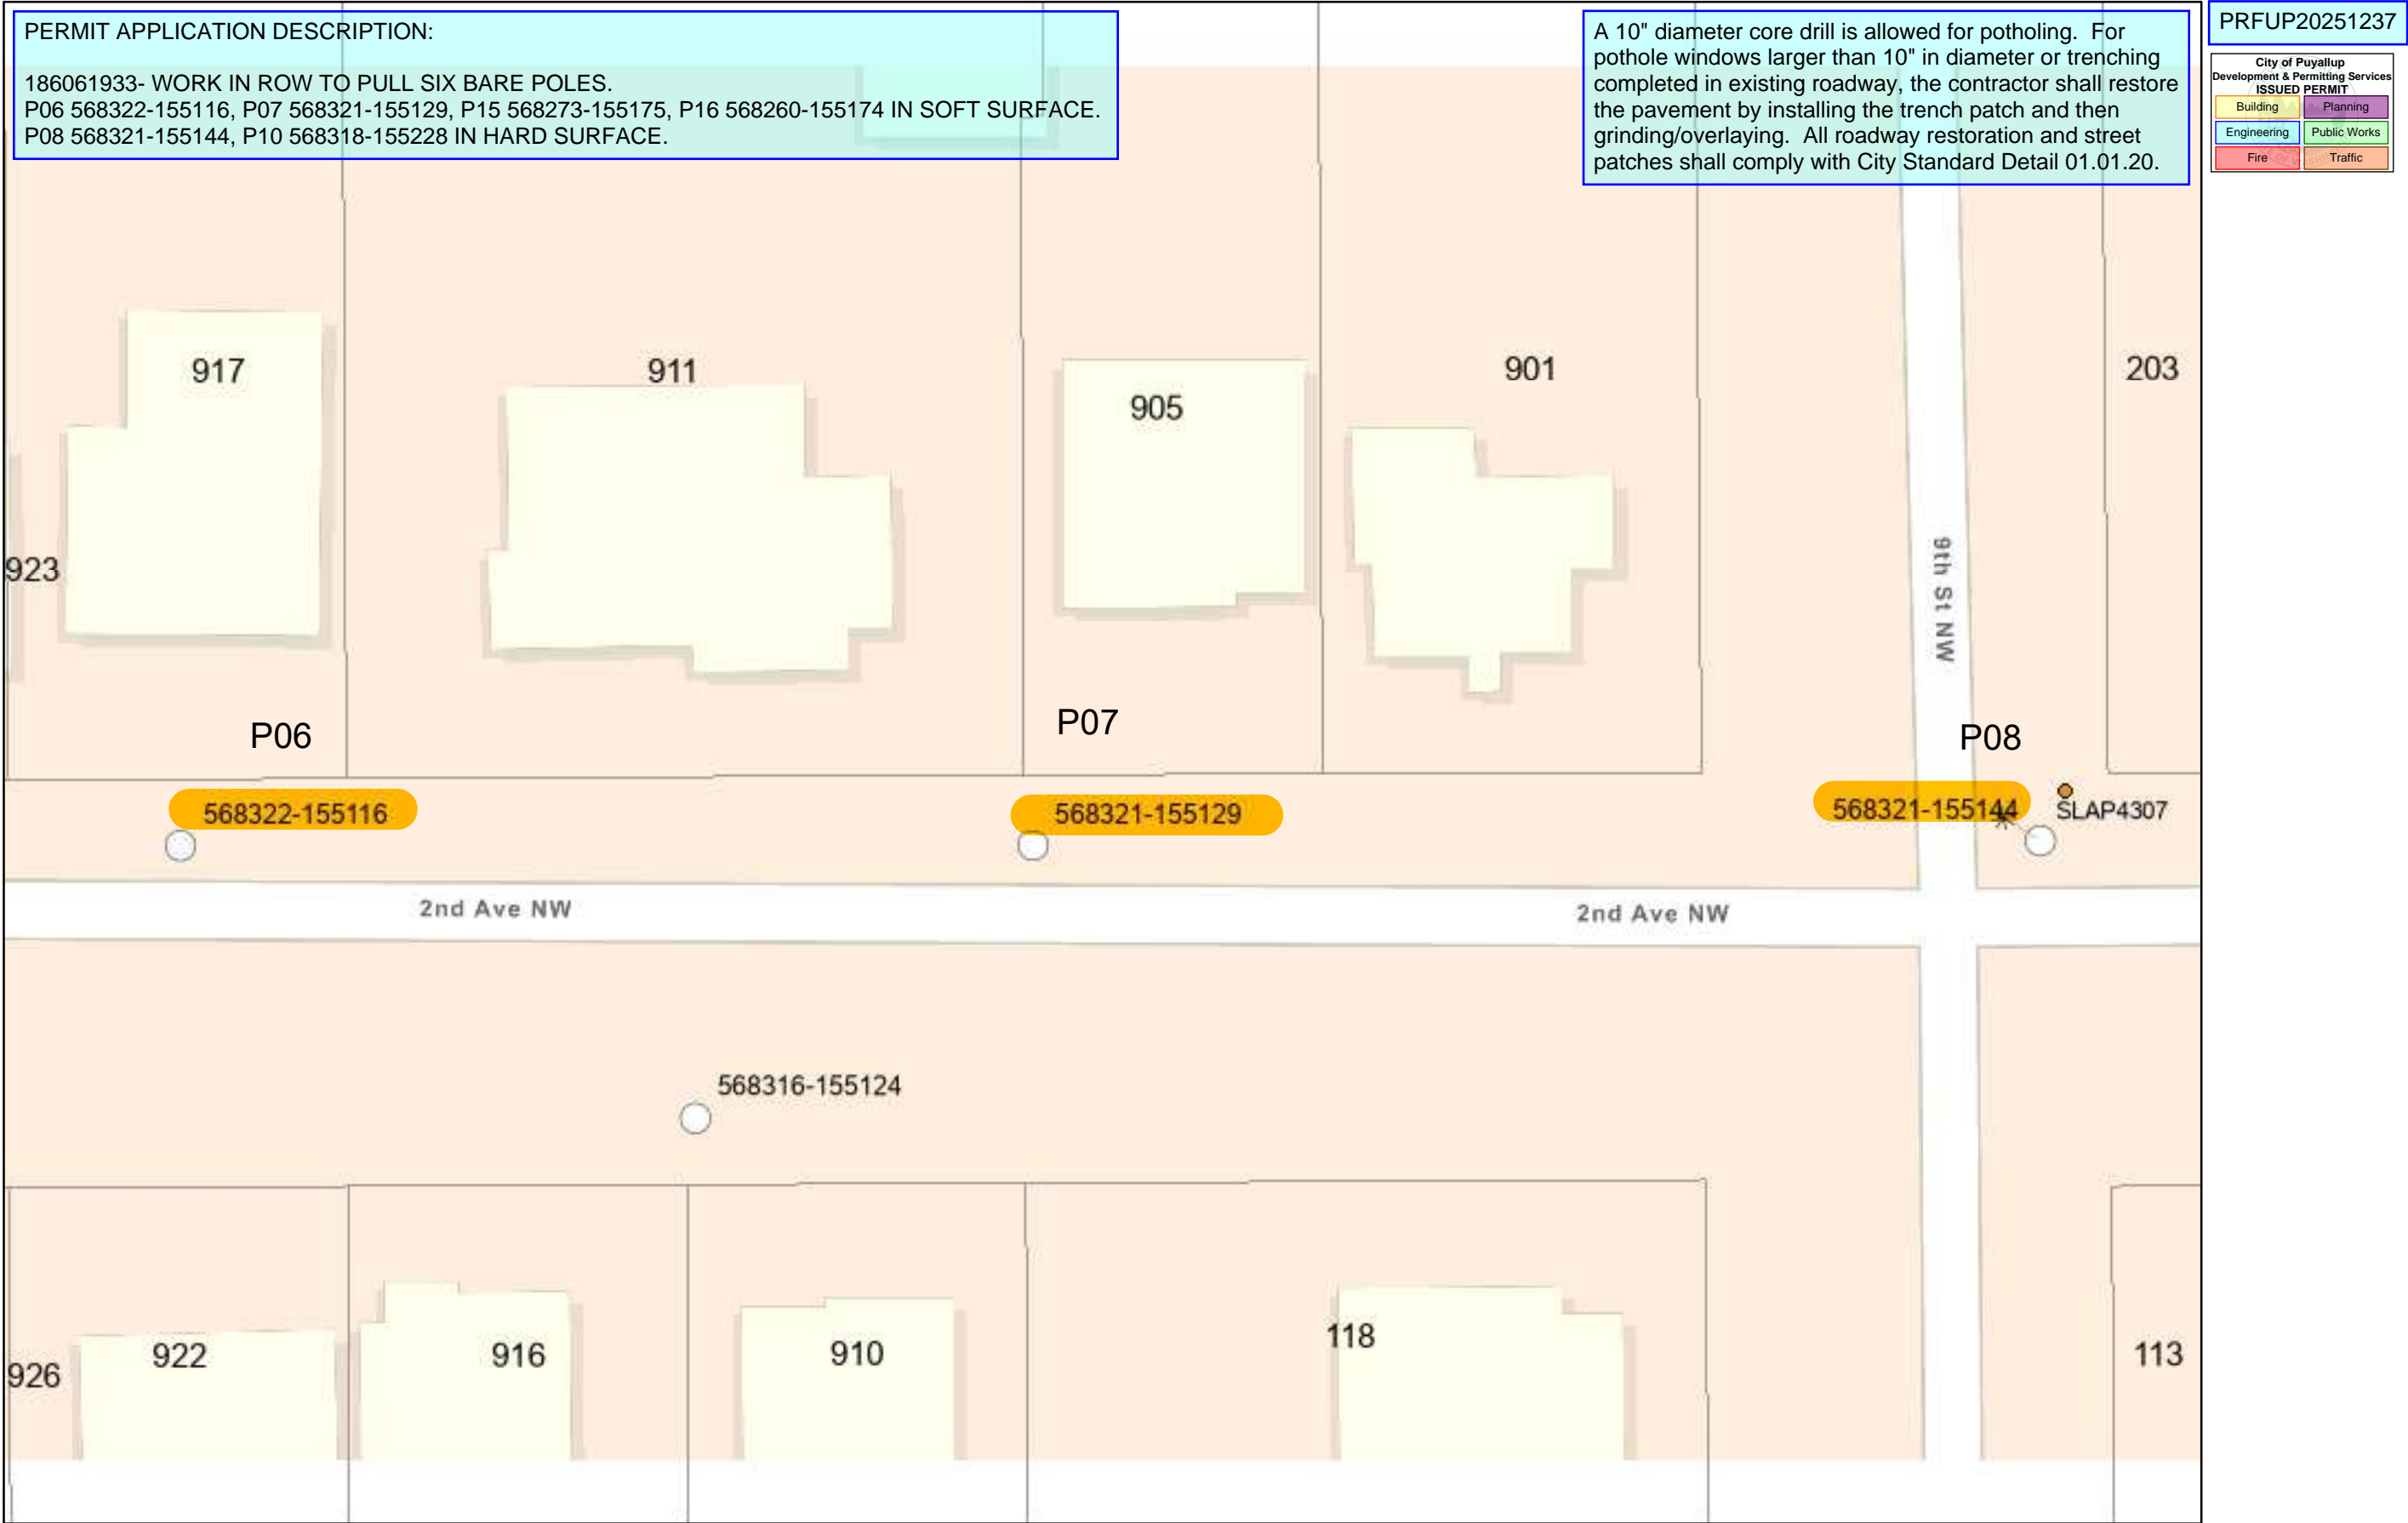 PERMIT APPLICATION DESCRIPTION:
186061933- WORK IN ROW TO PULL SIX BARE POLES.
P06 568322-155116, P07 568321-155129, P15 568273-155175, P16 568260-155174 IN SOFT SURFACE.
P08 568321-155144, P10 568318-155228 IN HARD SURFACE.
A 10" diameter core drill is allowed for potholing. For
pothole windows larger than 10" in diameter or trenching
completed in existing roadway, the contractor shall restore
the pavement by installing the trench patch and then
grinding/overlaying. All roadway restoration and street
patches shall comply with City Standard Detail 01.01.20.
PRFUP20251237
City of Puyallup
Development & Permitting Services
ISSUED PERMIT
Building Planning
Engineering Public Works
Fire Traffic
917
911
905
901
203
923
9th St NW
P06
P07
P08
568322-155116
568321-155129
568321-155144
SLAP4307
2nd Ave NW
2nd Ave NW
568316-155124
926
922
916
910
118
113